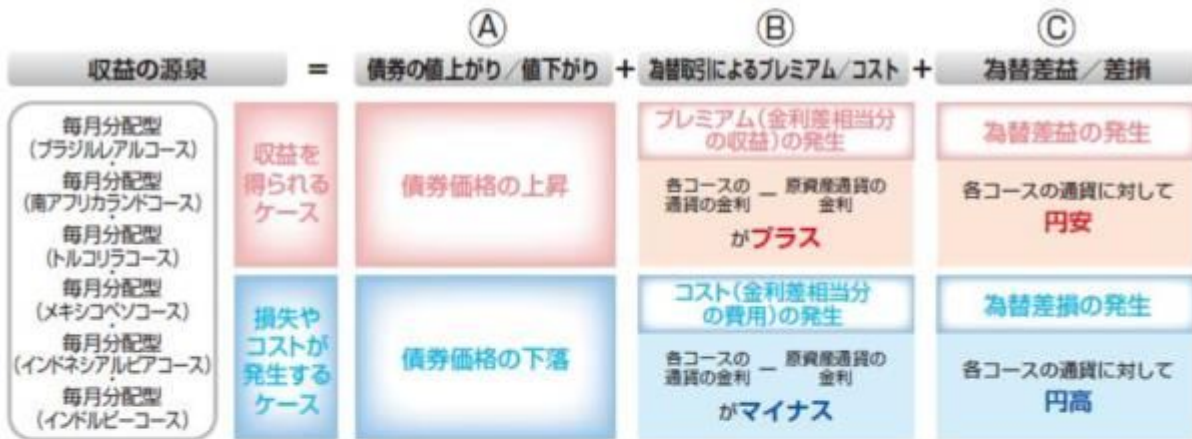 Ⓐ
Ⓑ
Ⓒ
収益の源泉 = 債券の値上がり/値下がり + 為替取引によるプレミアム/コスト + 為替差益/差損
毎月分配型
(ブラジルレアルコース)
毎月分配型
(南アフリカランドコース)
毎月分配型
(トルコリラコース)
毎月分配型
(メキシコペソコース)
毎月分配型
(インドネシアルピアコース)
毎月分配型
(インドルピーコース)
収益を
得られる
ケース
債券価格の上昇
プレミアム(金利差相当分
の収益)の発生
各コースの
通貨の金利
ー
原資産通貨の
金利
がプラス
為替差益の発生
各コースの通貨に対して
円安
損失や
コストが
発生する
ケース
債券価格の下落
コスト(金利差相当分
の費用)の発生
各コースの
通貨の金利
ー
原資産通貨の
金利
がマイナス
為替差損の発生
各コースの通貨に対して
円高